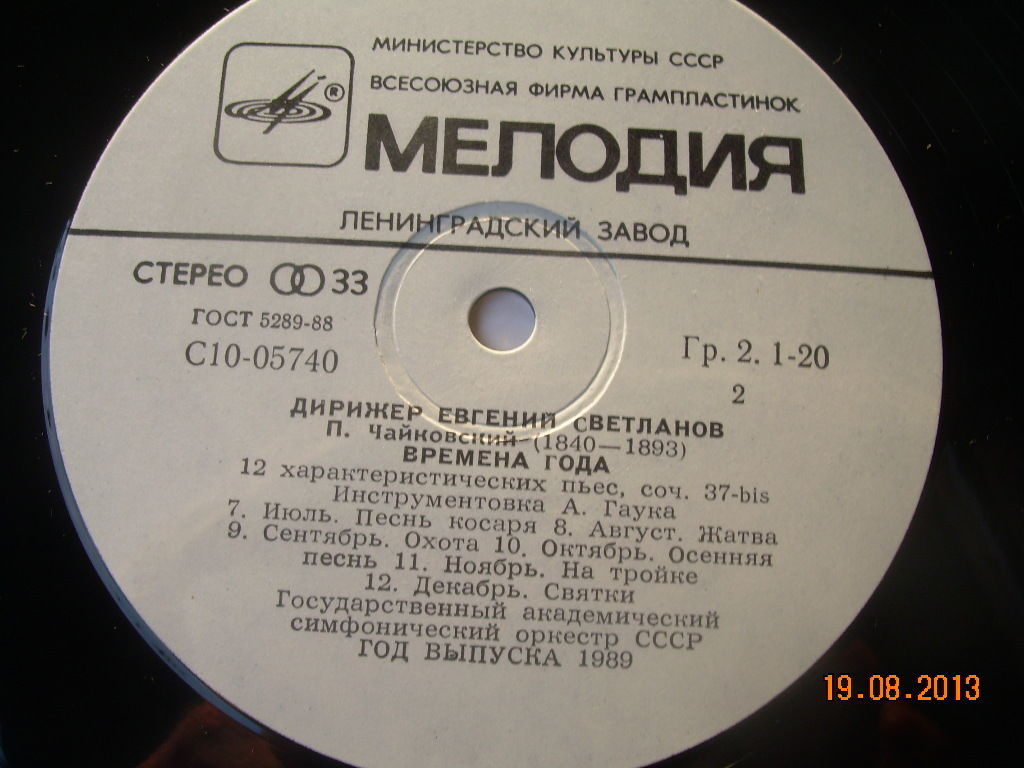 МИНИСТЕРСТВО КУЛЬТУРЫ СССР
ВСЕСОЮЗНАЯ ФИРМА ГРАМПЛАСТИНОК
®
МЕЛОДИЯ
ЛЕНИНГРАДСКИЙ ЗАВОД
СТЕРЕО 33
ГОСТ 5289-88
С10-05740
Гр. 2. 1-20
2
ДИРИЖЕР ЕВГЕНИЙ СВЕТЛАНОВ
П. Чайковский (1840—1893)
ВРЕМЕНА ГОДА
12 характеристических пьес, соч. 37-bis
Инструментовка А. Гаука
7. Июль. Песнь косаря 8. Август. Жатва
9. Сентябрь. Охота 10. Октябрь. Осенняя
песнь 11. Ноябрь. На тройке
12. Декабрь. Святки
Государственный академический
симфонический оркестр СССР
ГОД ВЫПУСКА 1989
19.08.2013